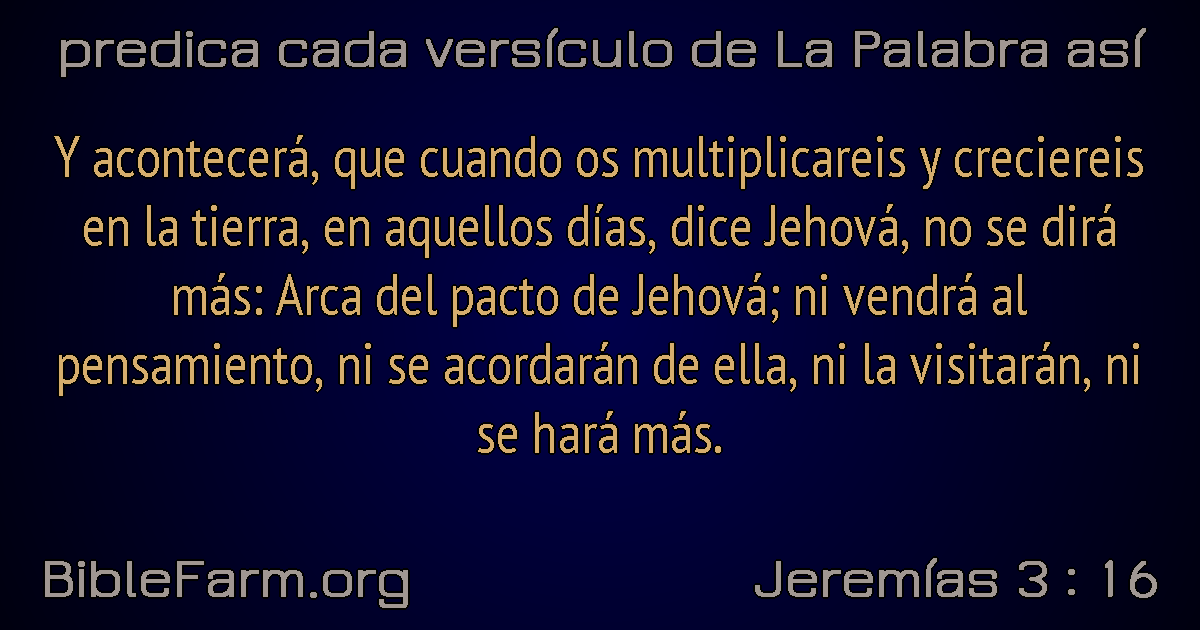 predica cada versículo de La Palabra así
Y acontecerá, que cuando os multiplicareis y creciereis
en la tierra, en aquellos días, dice Jehová, no se dirá
más: Arca del pacto de Jehová; ni vendrá al
pensamiento, ni se acordarán de ella, ni la visitarán, ni
se hará más.
BibleFarm.org
Jeremías 3 : 16